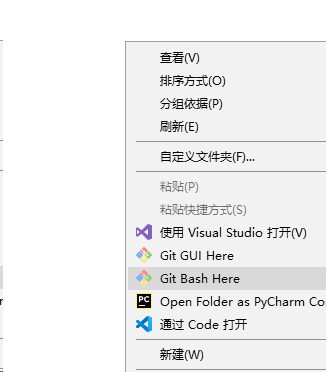 查看(V)
排序方式(O)
分组依据(P)
刷新(E)
自定义文件夹(F)...
粘贴(P)
粘贴快捷方式(S)
使用 Visual Studio 打开(V)
Git GUI Here
Git Bash Here
PC Open Folder as PyCharm Co
通过 Code 打开
新建(W)